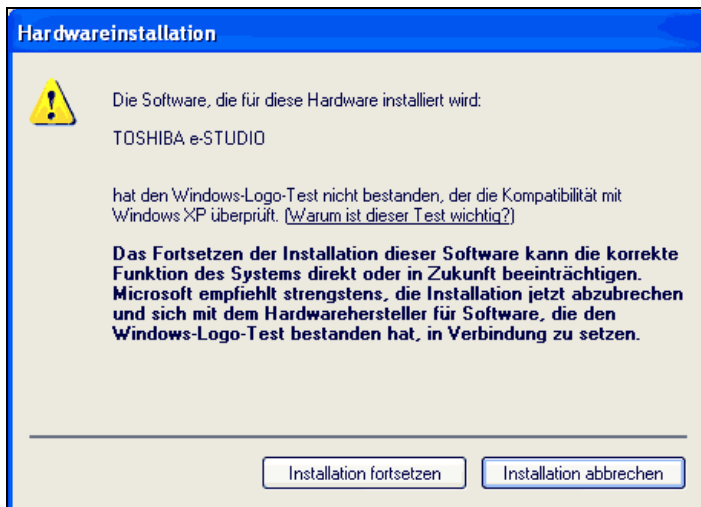 Hardwareinstallation
Die Software, die für diese Hardware installiert wird:
TOSHIBA e-STUDIO
hat den Windows-Logo-Test nicht bestanden, der die Kompatibilität mit
Windows XP überprüft. (Warum ist dieser Test wichtig?)
Das Fortsetzen der Installation dieser Software kann die korrekte
Funktion des Systems direkt oder in Zukunft beeinträchtigen.
Microsoft empfiehlt strengstens, die Installation jetzt abzubrechen
und sich mit dem Hardwarehersteller für Software, die den
Windows-Logo-Test bestanden hat, in Verbindung zu setzen.
Installation fortsetzen
Installation abbrechen